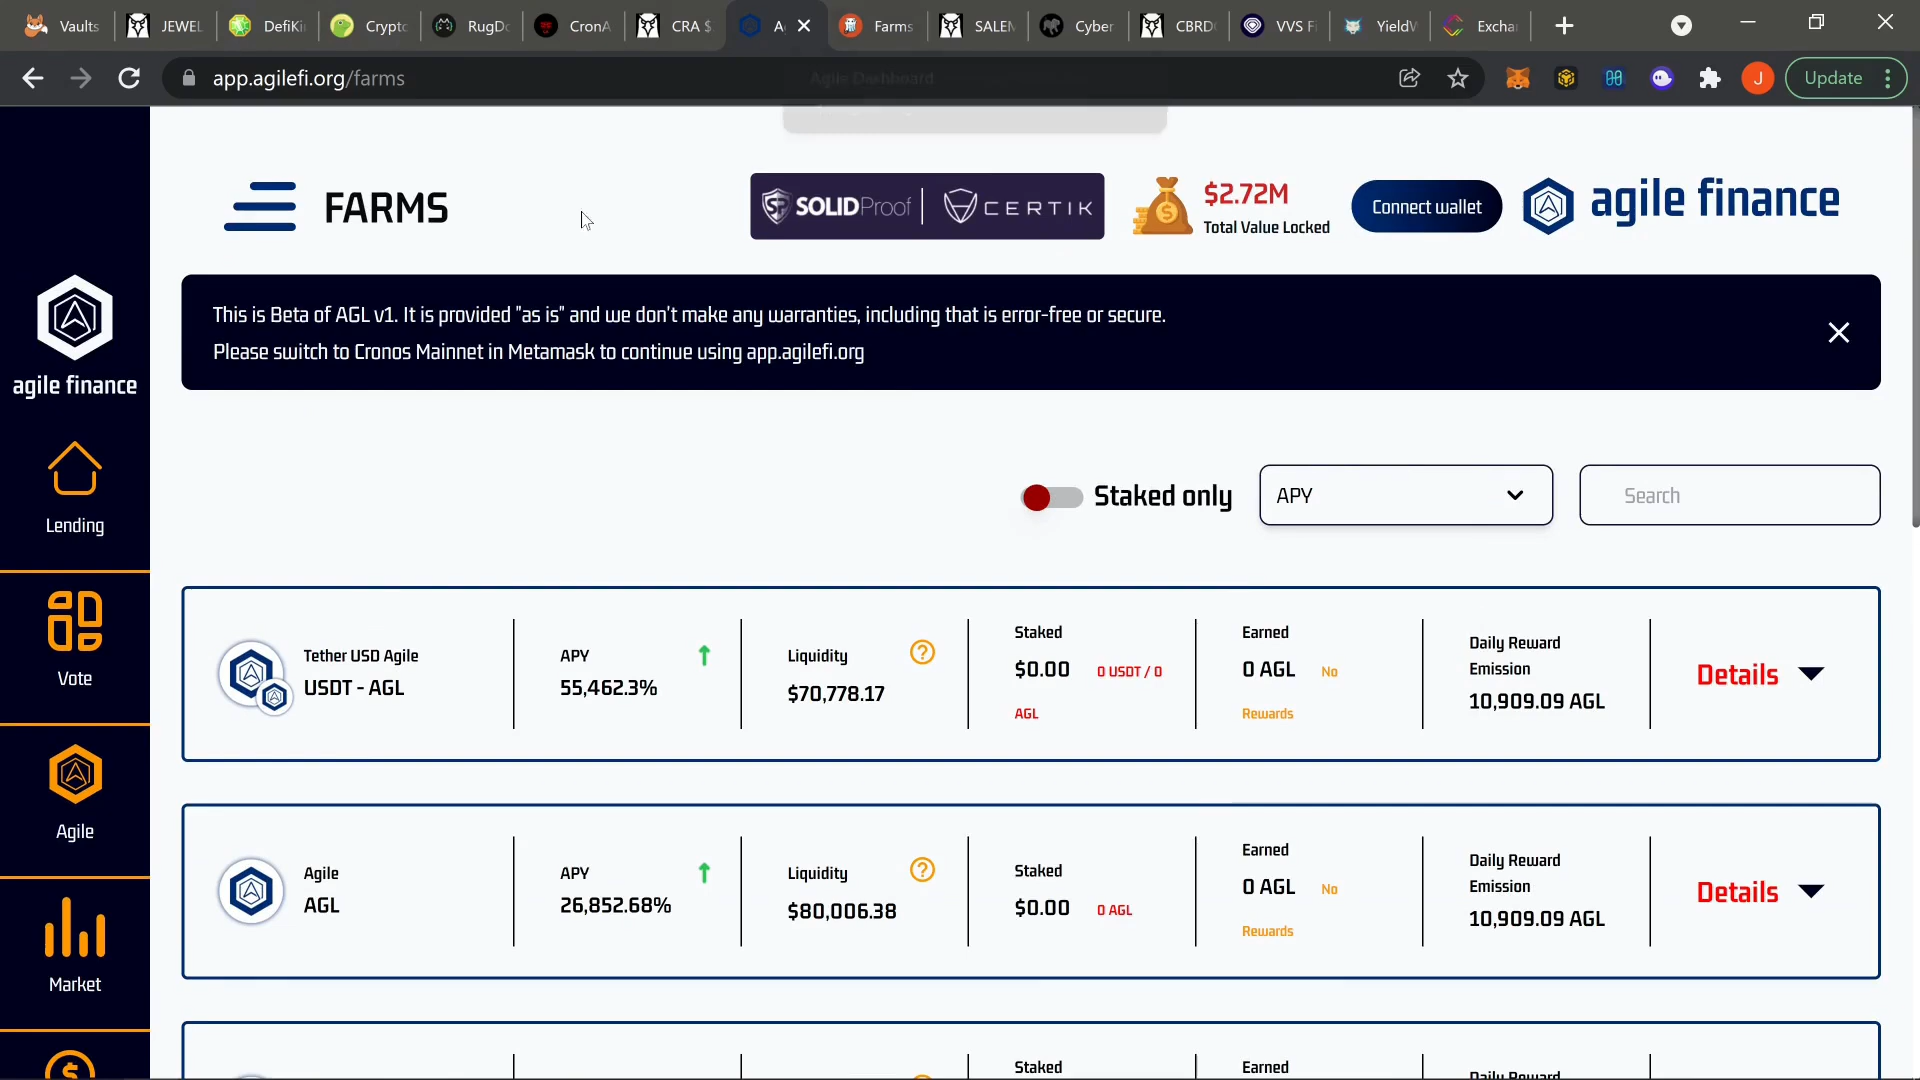 Vaults
JEWEL
DefiKi
Crypto
RugDo
CronA
CRA $
A
Farms
SALEM
Cyber
CBRD
VVS Fi
YieldV
Excha
app.agilefi.org/farms
Agile Dashboard
J
Update
FARMS
SOLIDProof
CERTIK
$2.72M
Total Value Locked
Connect wallet
agile finance
This is Beta of AGL v1. It is provided "as is" and we don't make any warranties, including that is error-free or secure.
Please switch to Cronos Mainnet in Metamask to continue using app.agilefi.org
agile finance
Lending
Vote
Agile
Market
Staked only
APY
Search
Tether USD Agile
USDT - AGL
APY
55,462.3%
Liquidity
$70,778.17
Staked
$0.00 0 USDT / 0
AGL
Earned
0 AGL No
Rewards
Daily Reward
Emission
10,909.09 AGL
Details
Agile
AGL
APY
26,852.68%
Liquidity
$80,006.38
Staked
$0.00 0 AGL
Earned
0 AGL No
Rewards
Daily Reward
Emission
10,909.09 AGL
Details
Staked
Earned
Daily Reward